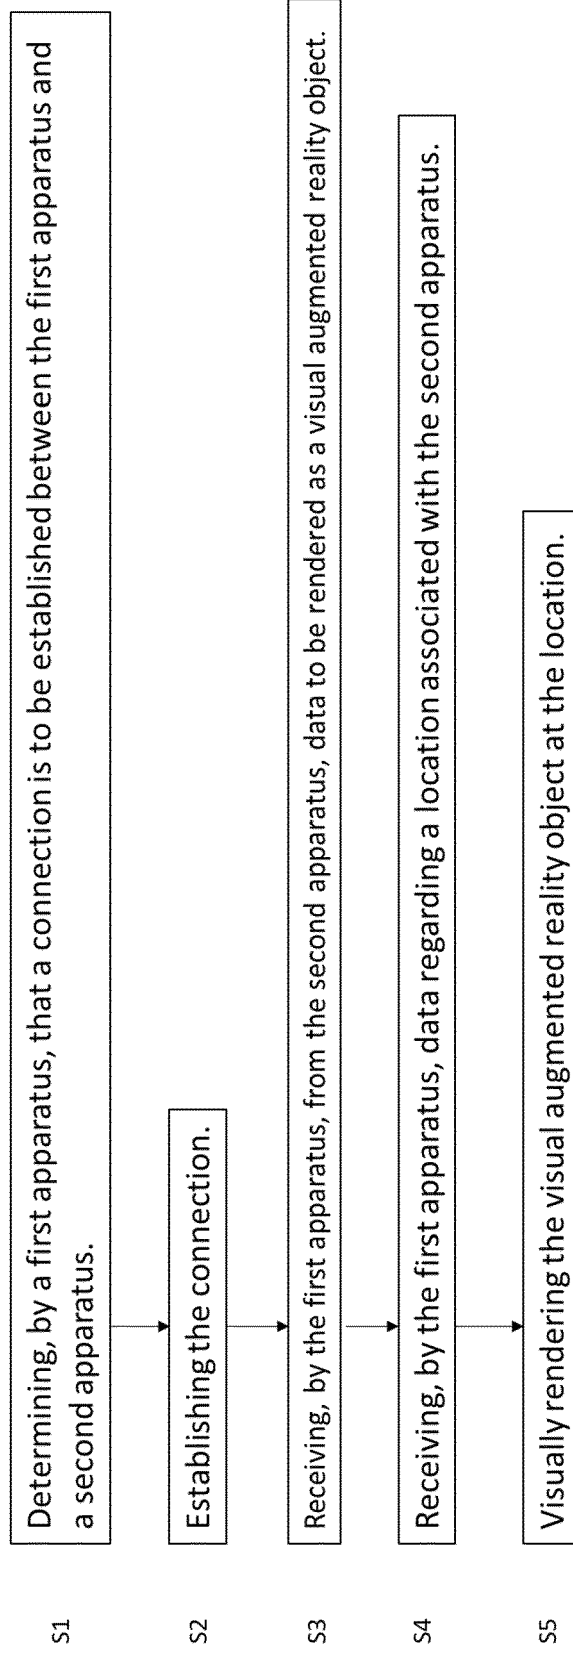 S1
Determining, by a first apparatus, that a connection is to be established between the first apparatus and
a second apparatus.
S2
Establishing the connection.
S3
Receiving, by the first apparatus, from the second apparatus, data to be rendered as a visual augmented reality object.
S4
Receiving, by the first apparatus, data regarding a location associated with the second apparatus.
S5
Visually rendering the visual augmented reality object at the location.